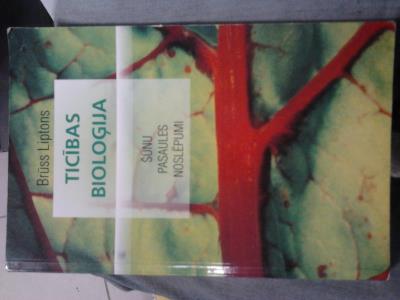 Brūss Liptons
TICĪBAS
BIOLOĢIJA
ŠŪNU
PASAULES
NOSLĒPUMI